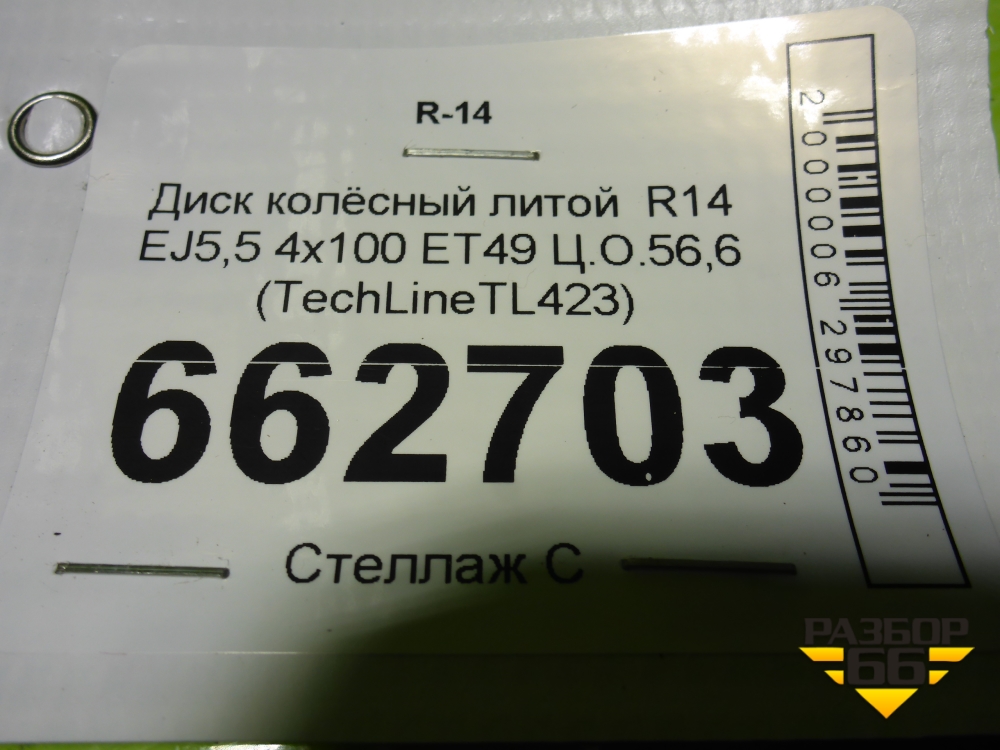 R-14
Диск колёсный литой R14
EJ5,5 4x100 ET49 Ц.О.56,6
(TechLineTL423)
662703
Стеллаж С
2000006297860
РАЗБОР
66